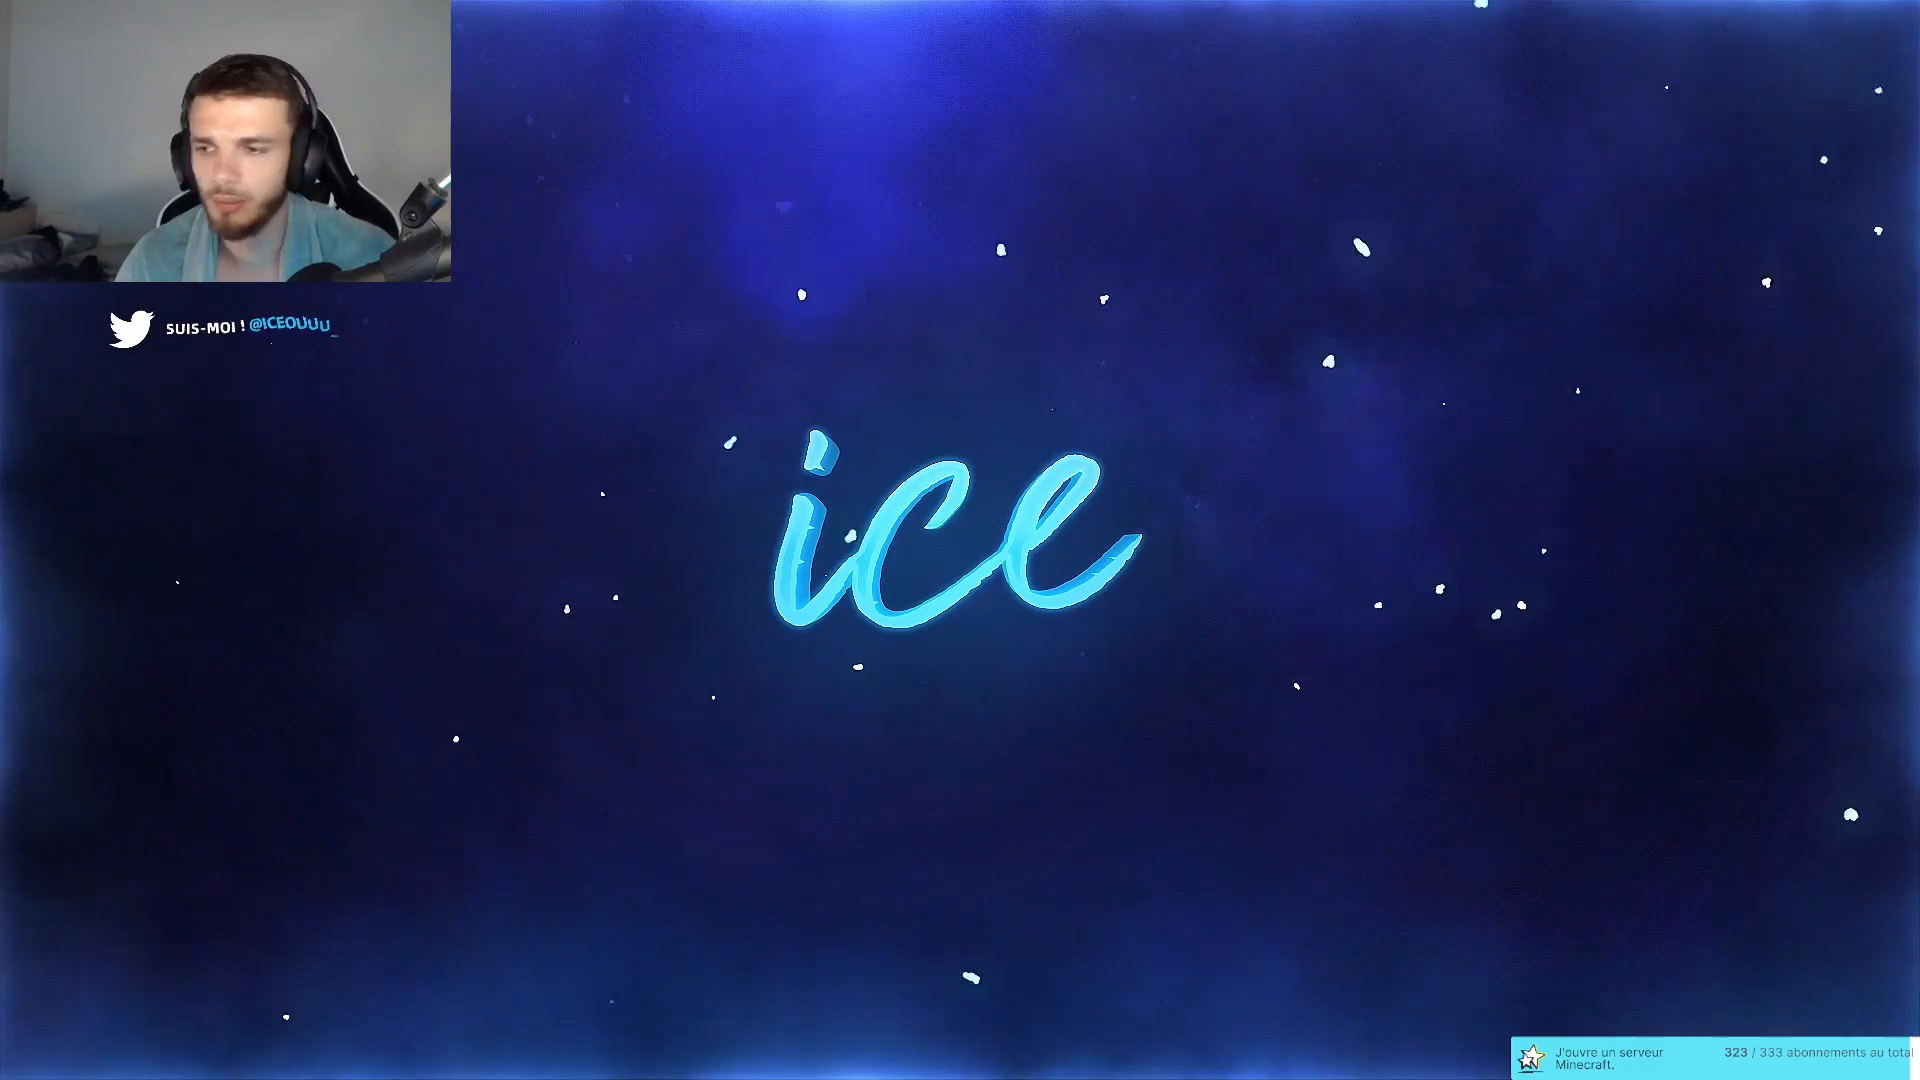 SUIS-MOI ! @ICEOUUU_
ice
J'ouvre un serveur
Minecraft.
323 / 333 abonnements au total